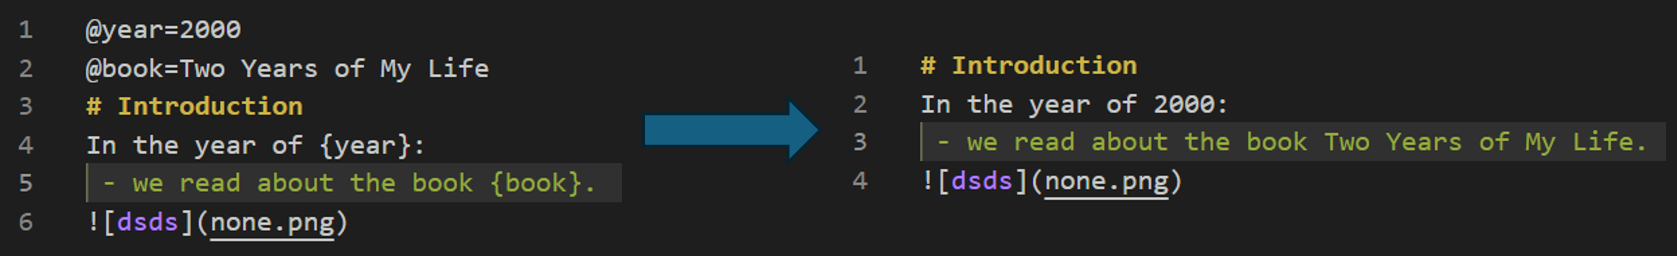 1 @year=2000
2 @book=Two Years of My Life
3 # Introduction
4 In the year of {year}:
5 - we read about the book {book}.
6 ![dsds](none.png)
1 # Introduction
2 In the year of 2000:
3 - we read about the book Two Years of My Life.
4 ![dsds](none.png)